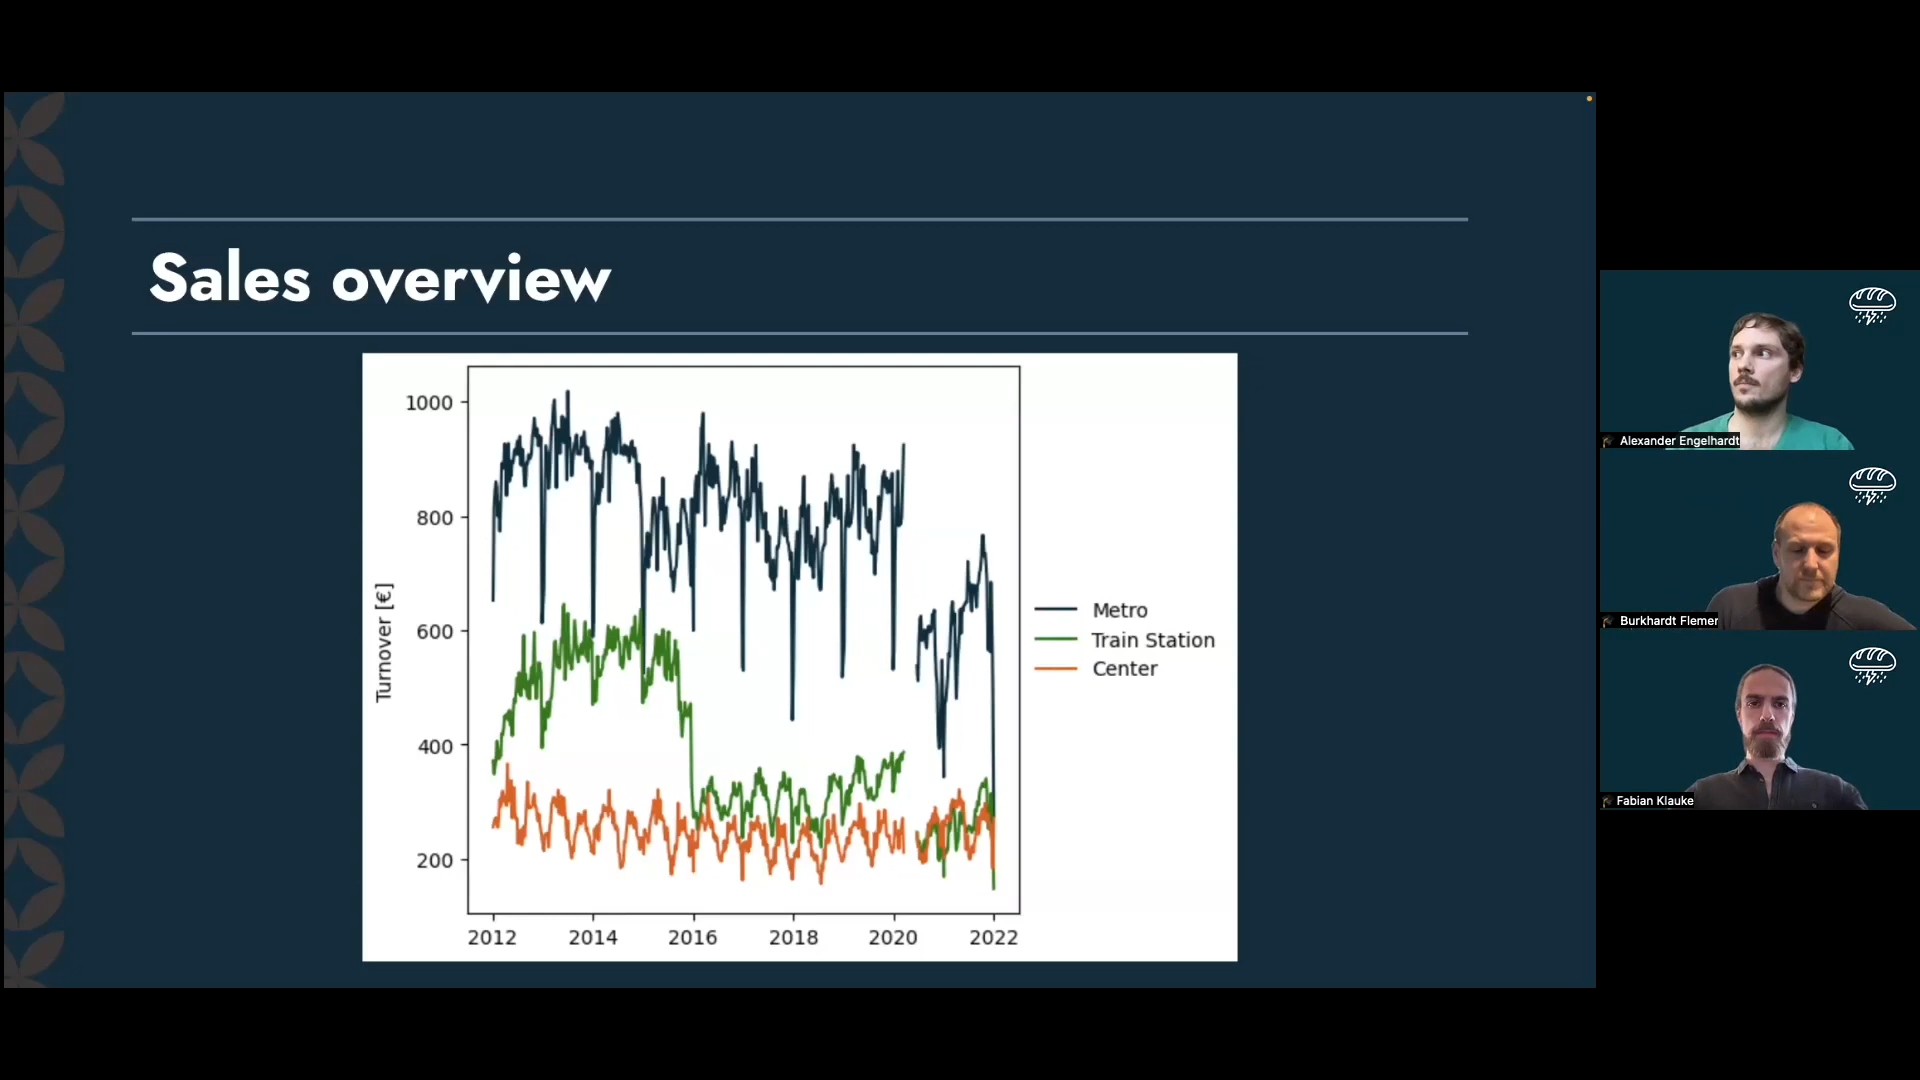 Sales overview
1000
800
600
400
200
Turnover [€]
2012 2014 2016 2018 2020 2022
Metro
Train Station
Center
Alexander Engelhardt
Burkhardt Flemer
Fabian Klauke